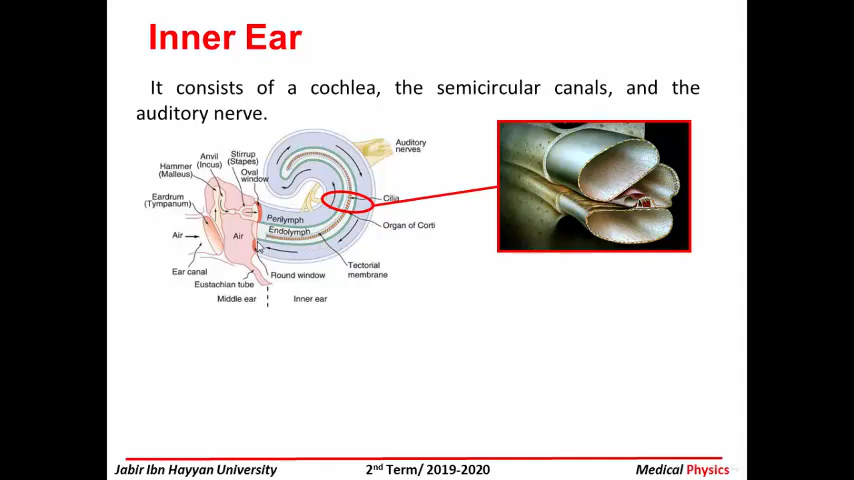 Inner Ear
It consists of a cochlea, the semicircular canals, and the
auditory nerve.
Auditory
nerves
Stirrup
(Stapes)
Anvil
(Incus)
Hammer
(Malleus)
Oval
window
Eardrum
(Tympanum)
Cilia
Perilymph
Organ of Corti
Endolymph
Air
Air
Tectorial
membrane
Ear canal
Round window
Eustachian tube
Middle ear
Inner ear
Jabir Ibn Hayyan University
2nd Term/ 2019-2020
Medical Physics